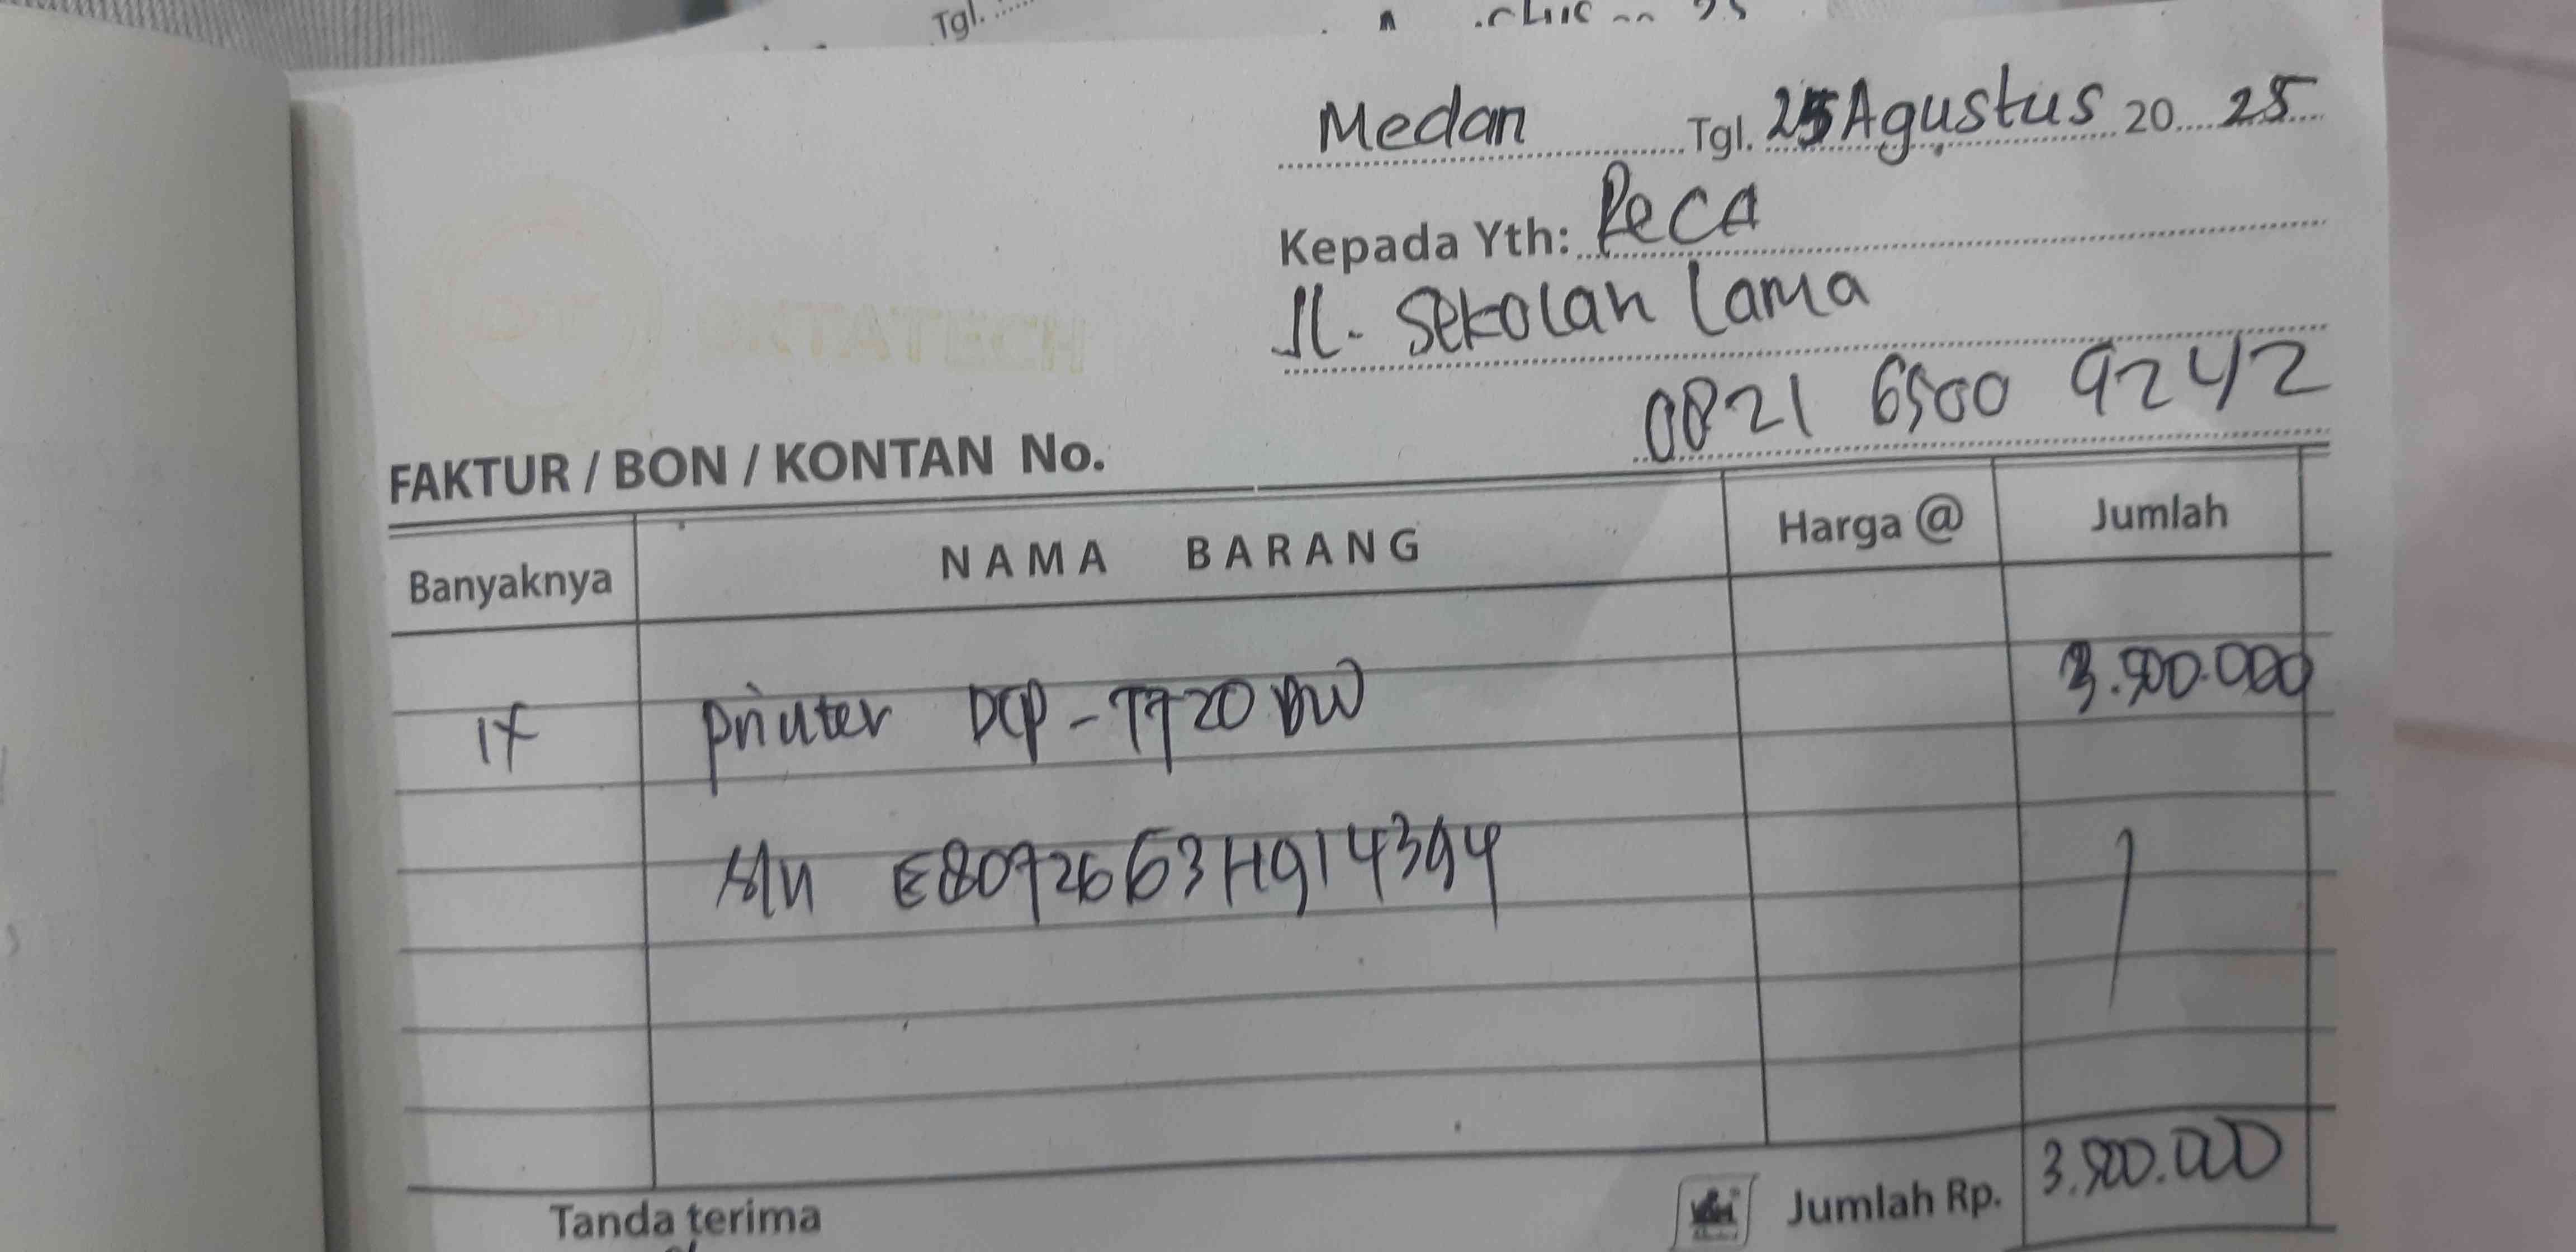 Tgl.
Medan Tgl. 25 Agustus 20 25
Kepada Yth: Reca
Jl. Sekolah Lama
0821 6500 9242
FAKTUR / BON / KONTAN No.
Banyaknya NAMA BARANG Harga @ Jumlah
1x Printer DCP-T720DW 3.500.000
S/N E80726G63H914394
Jumlah Rp. 3.500.000
Tanda terima